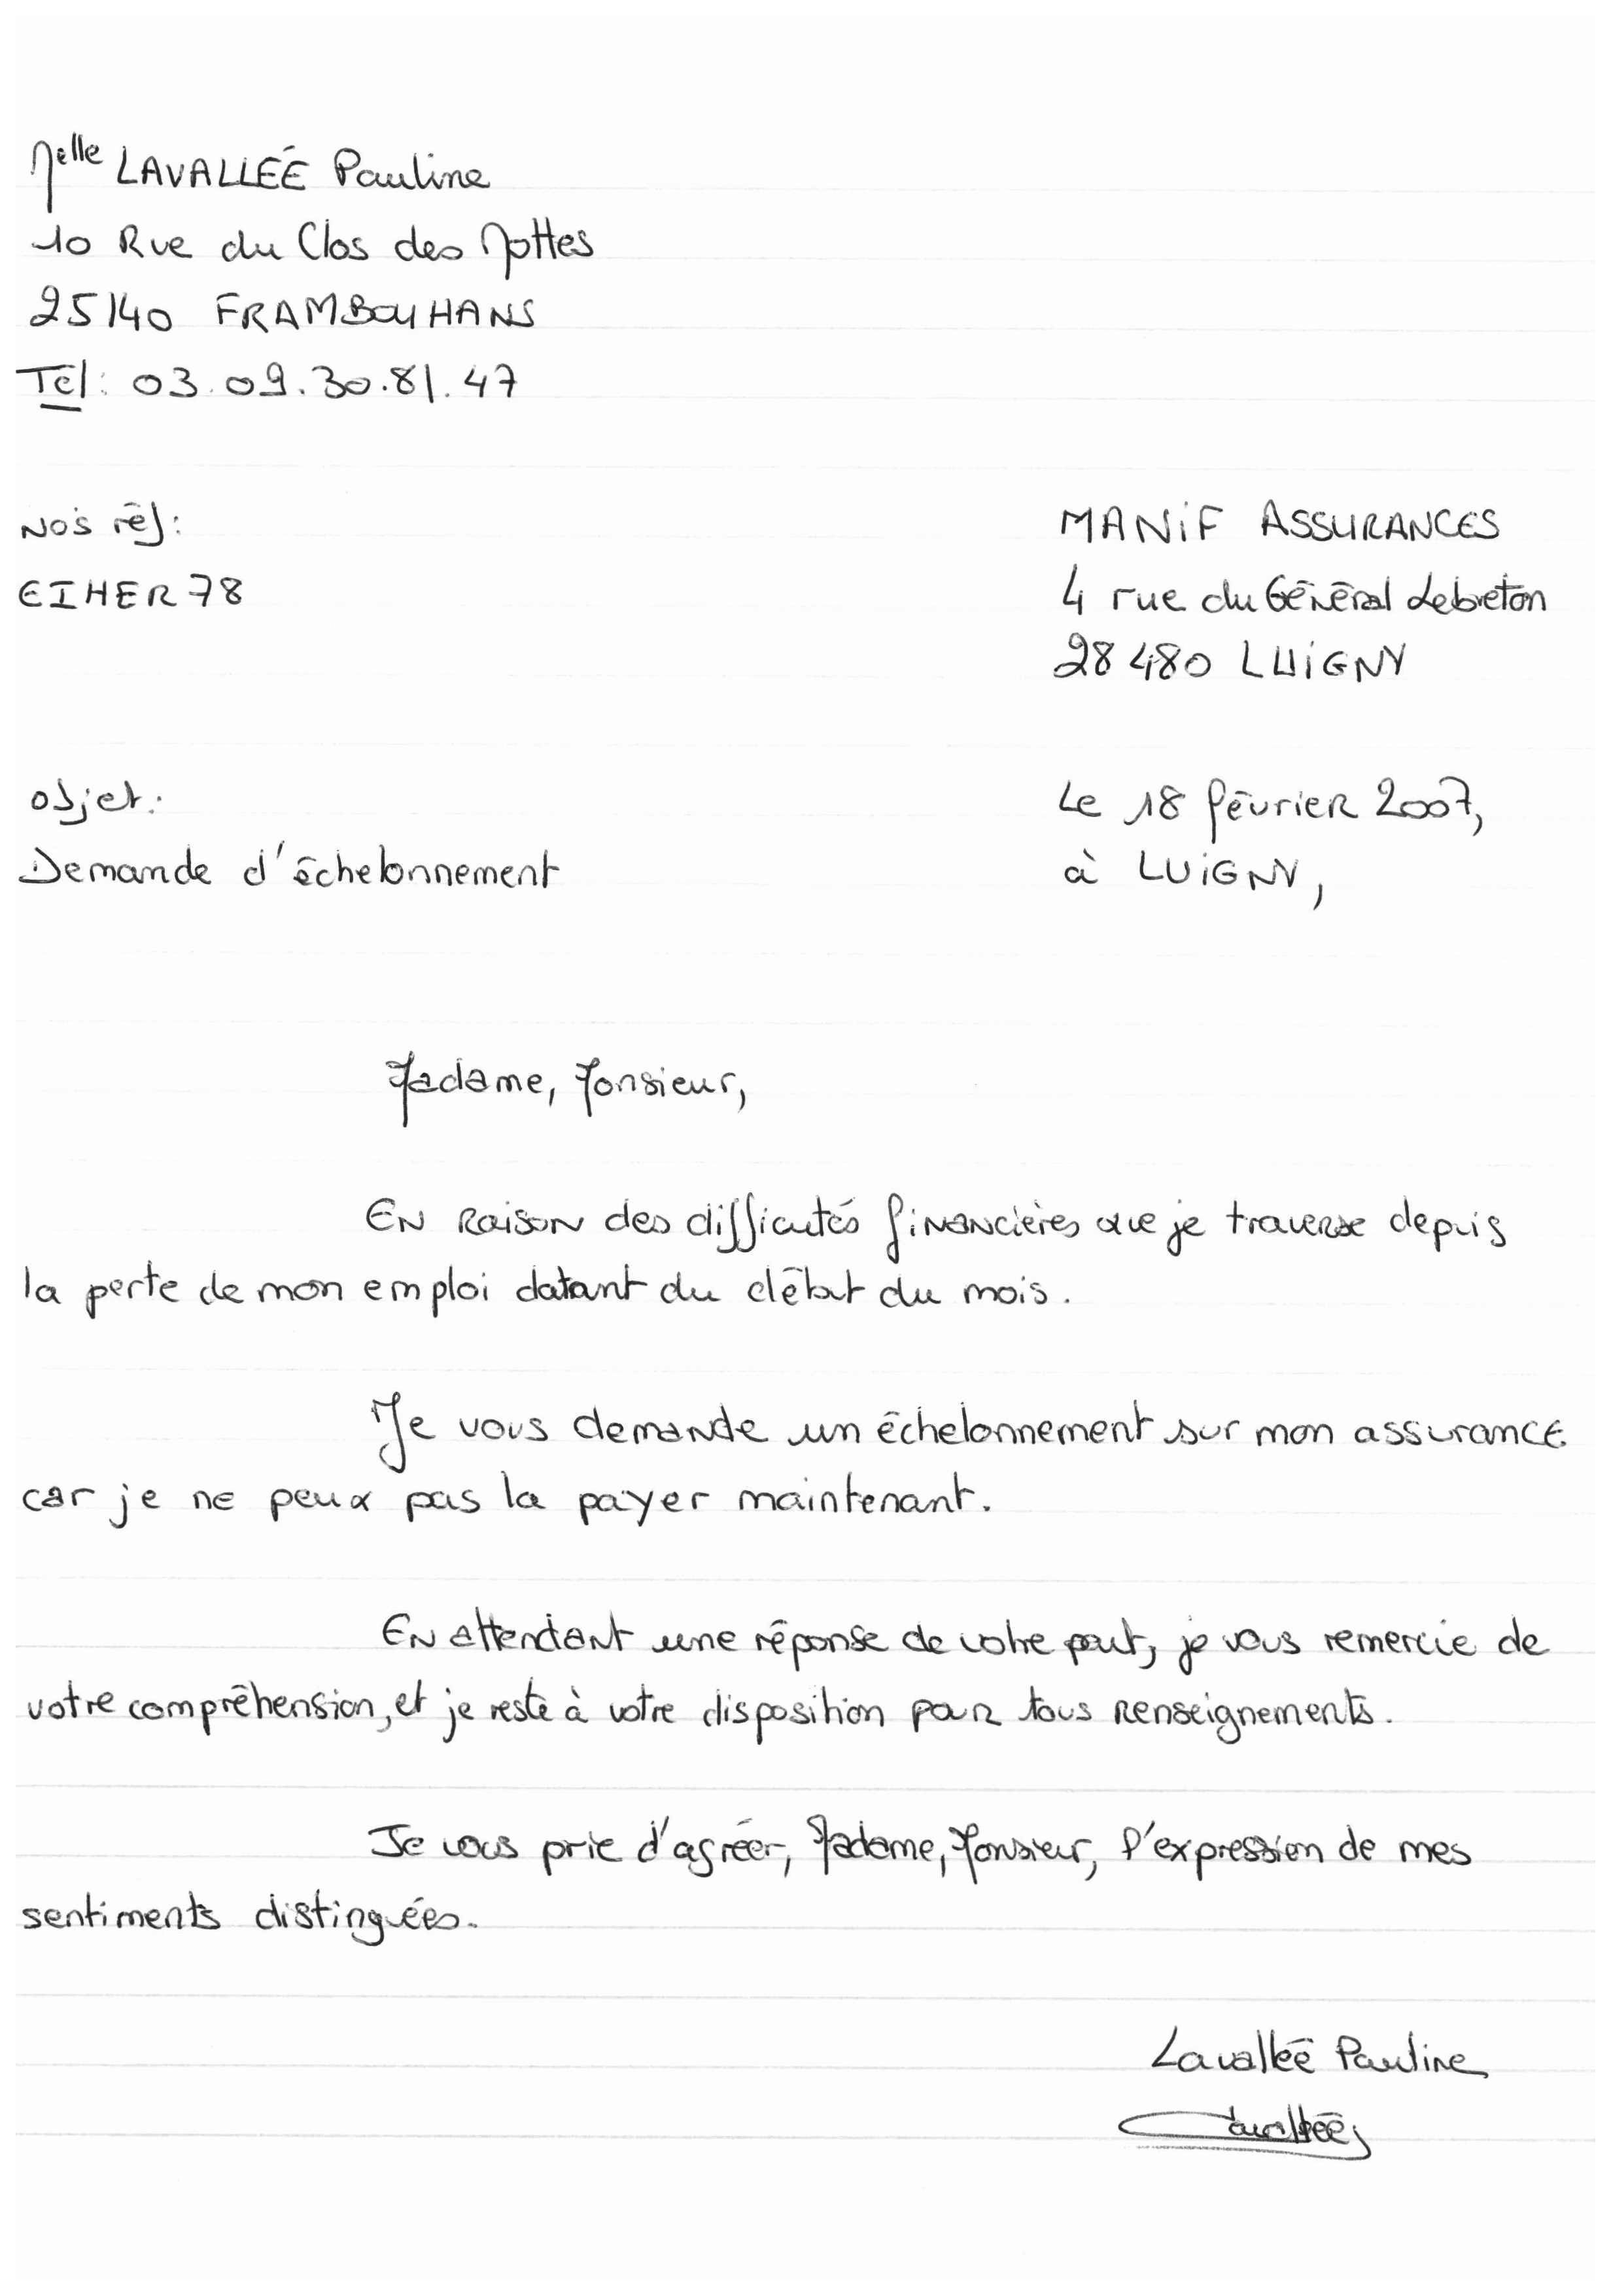 Melle LAVALLÉE Pauline
10 Rue du Clos des Mottes
25140 FRAMBOUHANS
Tél: 03.09.30.81.47
Nos réf:
EIHER78
MANIF ASSURANCES
4 rue du Général Lebreton
28480 LUIGNY
Objet:
Demande d'échelonnement
Le 18 février 2007,
à LUIGNY,
Madame, Monsieur,
En raison des difficutés financières que je traverse depuis
la perte de mon emploi datant du début du mois.
Je vous demande un échelonnement sur mon assurance
car je ne peux pas la payer maintenant.
En attendant une réponse de votre part, je vous remercie de
votre compréhension, et je reste à votre disposition pour tous renseignements.
Je vous prie d'agréer, Madame, Monsieur, l'expression de mes
sentiments distinguées.
Lavallée Pauline
Lavallée